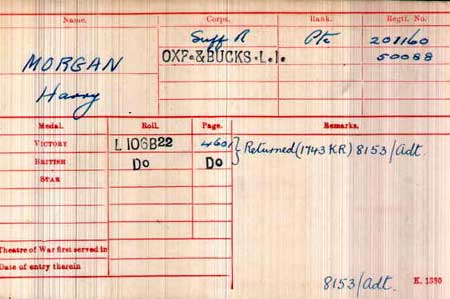 Name. Corps. Rank. Regtl. No.
MORGAN Suff R Pte 201160
OXF. & BUCKS. L. I. 50088
Harry
Medal. Roll. Page. Remarks.
VICTORY L106B22 4601 Returned (1743 KR) 8153/Adt.
BRITISH Do Do
STAR
Theatre of War first served in
Date of entry therein
8153/Adt. K. 1380